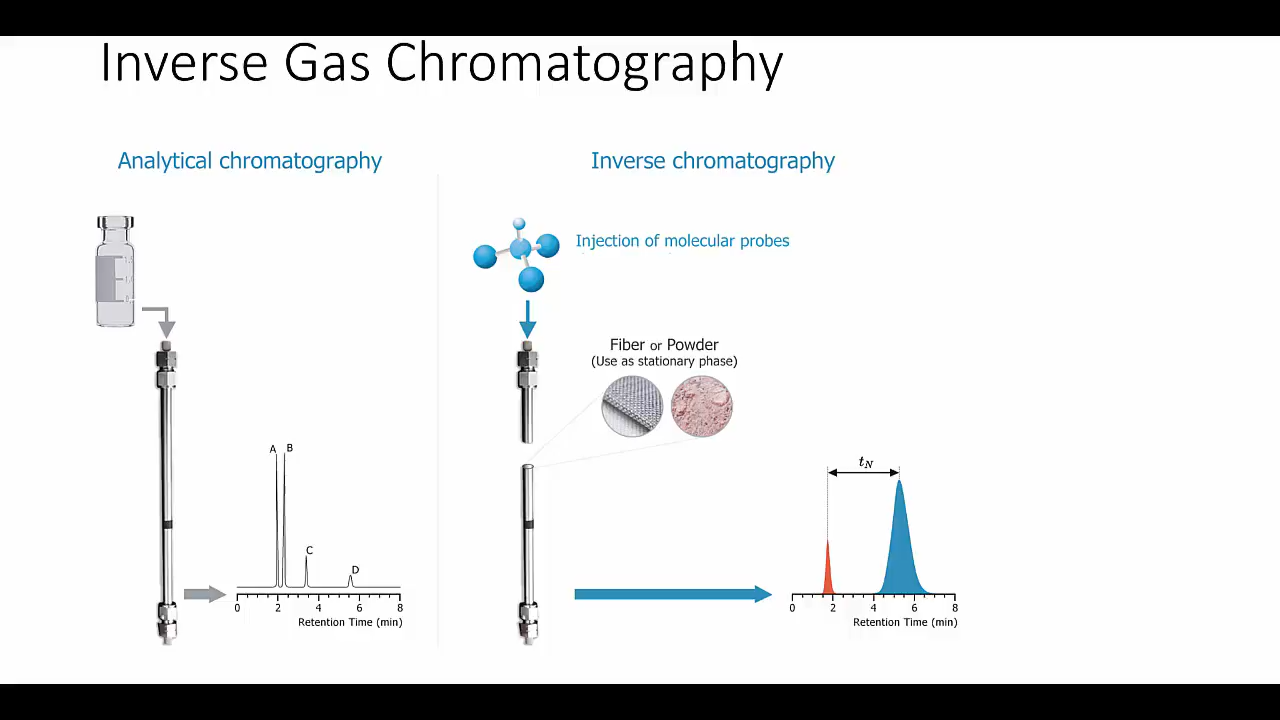 Inverse Gas Chromatography
Analytical chromatography
Inverse chromatography
Injection of molecular probes
Fiber or Powder
(Use as stationary phase)
A B
C
D
0 2 4 6 8
Retention Time (min)
tN
0 2 4 6 8
Retention Time (min)